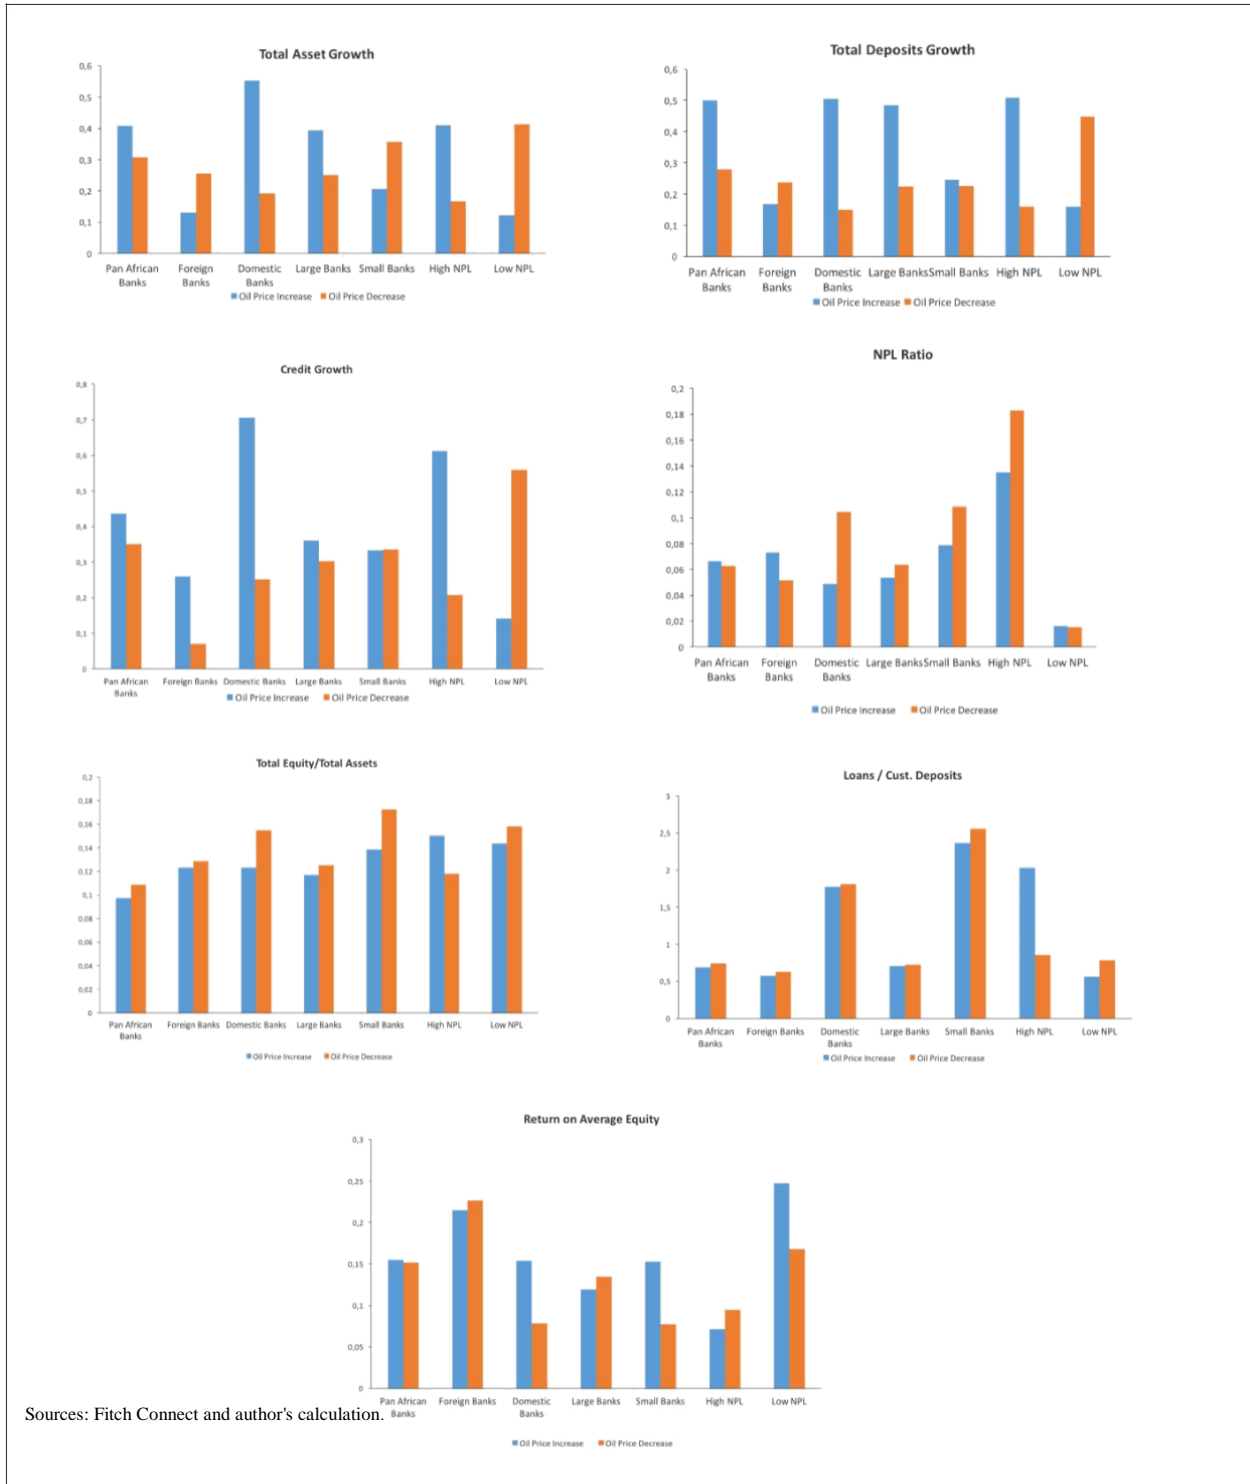 Total Asset Growth
0,6
0,5
0,4
0,3
0,2
0,1
0
Pan African Banks
Foreign Banks
Domestic Banks
Large Banks
Small Banks
High NPL
Low NPL
Oil Price Increase
Oil Price Decrease
Total Deposits Growth
0,6
0,5
0,4
0,3
0,2
0,1
0
Pan African Banks
Foreign Banks
Domestic Banks
Large Banks
Small Banks
High NPL
Low NPL
Oil Price Increase
Oil Price Decrease
Credit Growth
0,8
0,7
0,6
0,5
0,4
0,3
0,2
0,1
0
Pan African Banks
Foreign Banks
Domestic Banks
Large Banks
Small Banks
High NPL
Low NPL
Oil Price Increase
Oil Price Decrease
NPL Ratio
0,2
0,18
0,16
0,14
0,12
0,1
0,08
0,06
0,04
0,02
0
Pan African Banks
Foreign Banks
Domestic Banks
Large Banks
Small Banks
High NPL
Low NPL
Oil Price Increase
Oil Price Decrease
Total Equity/Total Assets
0,2
0,18
0,16
0,14
0,12
0,1
0,08
0,06
0,04
0,02
0
Pan African Banks
Foreign Banks
Domestic Banks
Large Banks
Small Banks
High NPL
Low NPL
Oil Price Increase
Oil Price Decrease
Loans / Cust. Deposits
3
2,5
2
1,5
1
0,5
0
Pan African Banks
Foreign Banks
Domestic Banks
Large Banks
Small Banks
High NPL
Low NPL
Oil Price Increase
Oil Price Decrease
Return on Average Equity
0,3
0,25
0,2
0,15
0,1
0,05
0
Pan African Banks
Foreign Banks
Domestic Banks
Large Banks
Small Banks
High NPL
Low NPL
Oil Price Increase
Oil Price Decrease
Sources: Fitch Connect and author's calculation.